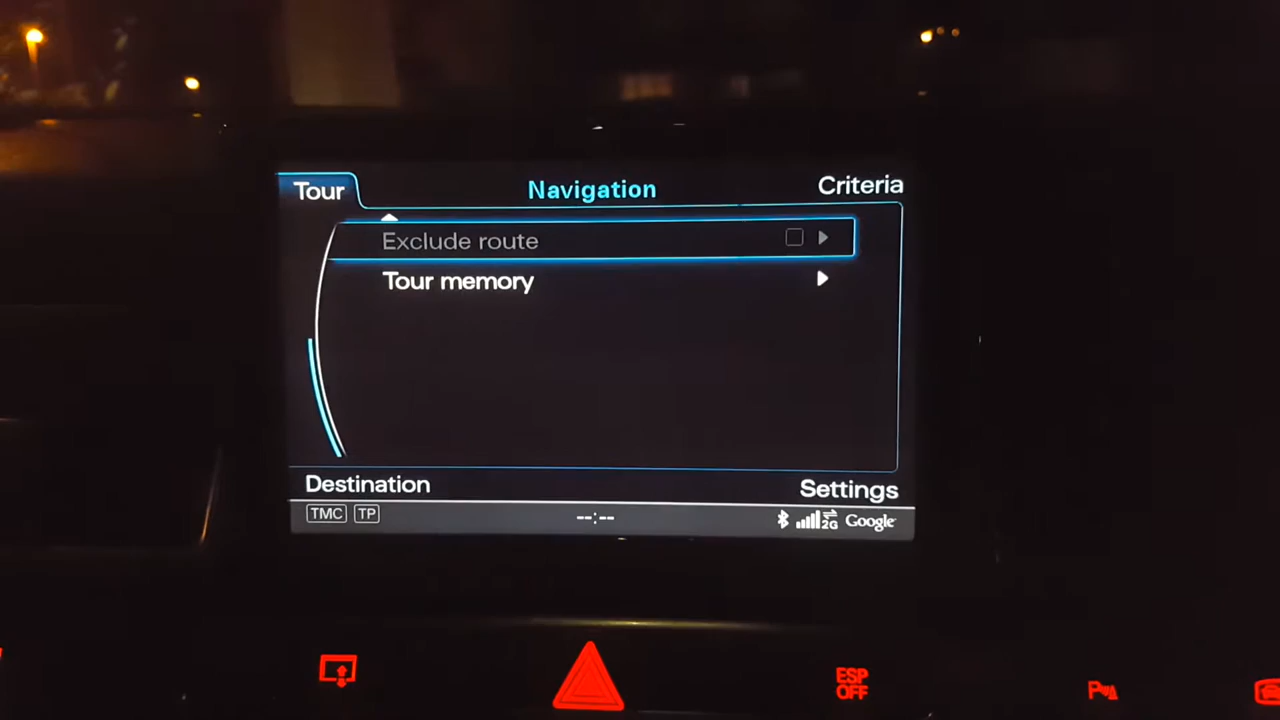 Tour Navigation Criteria
Exclude route
Tour memory
Destination Settings
TMC TP --:-- 2G Google
ESP
OFF
P